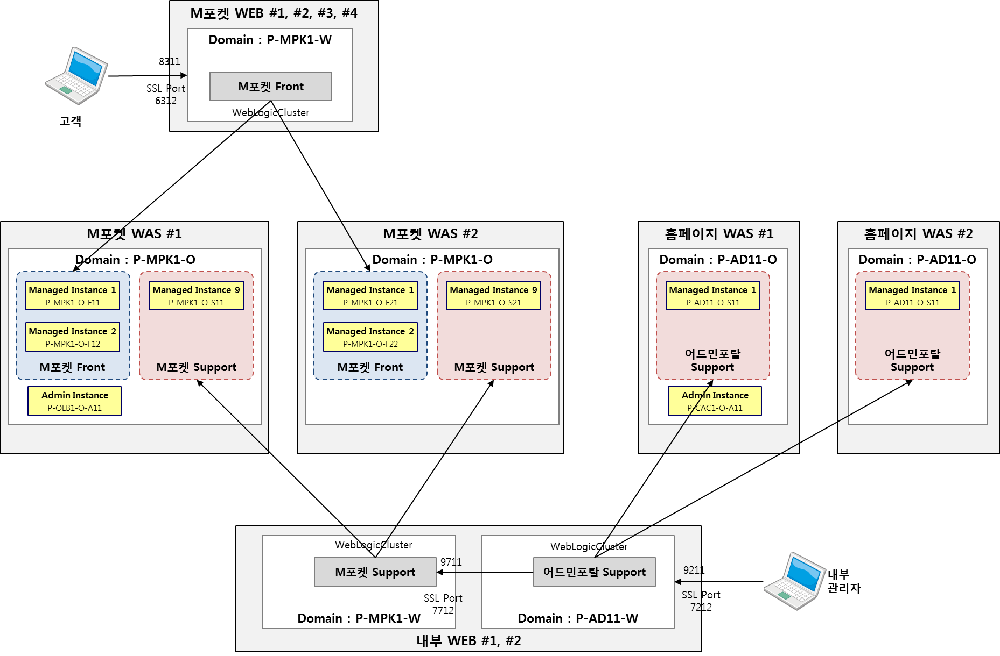 M포켓 WEB #1, #2, #3, #4
Domain : P-MPK1-W
8311
SSL Port
6312
M포켓 Front
WebLogicCluster
고객
M포켓 WAS #1
Domain : P-MPK1-O
Managed Instance 1
P-MPK1-O-F11
Managed Instance 2
P-MPK1-O-F12
M포켓 Front
Managed Instance 9
P-MPK1-O-S11
M포켓 Support
Admin Instance
P-OLB1-O-A11
M포켓 WAS #2
Domain : P-MPK1-O
Managed Instance 1
P-MPK1-O-F21
Managed Instance 2
P-MPK1-O-F22
M포켓 Front
Managed Instance 9
P-MPK1-O-S21
M포켓 Support
홈페이지 WAS #1
Domain : P-AD11-O
Managed Instance 1
P-AD11-O-S11
어드민포탈
Support
Admin Instance
P-CAC1-O-A11
홈페이지 WAS #2
Domain : P-AD11-O
Managed Instance 1
P-AD11-O-S11
어드민포탈
Support
WebLogicCluster
M포켓 Support
9711
SSL Port
7712
Domain : P-MPK1-W
WebLogicCluster
어드민포탈 Support
Domain : P-AD11-W
9211
SSL Port
7212
내부
관리자
내부 WEB #1, #2